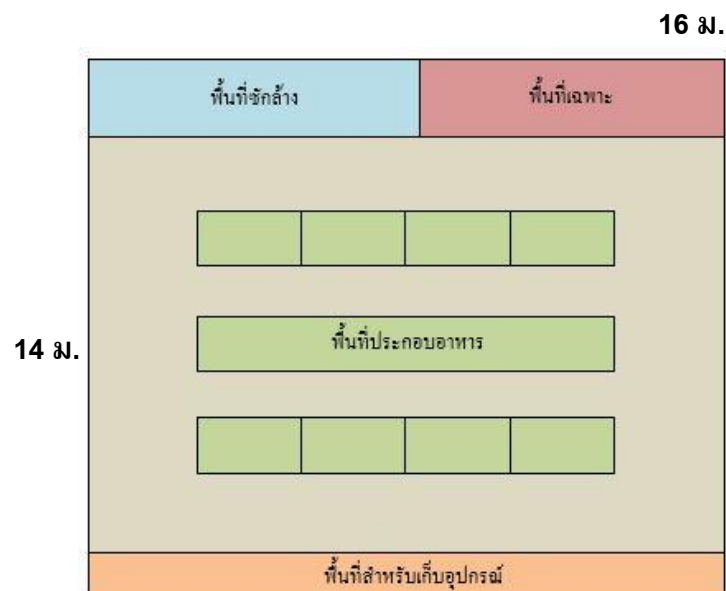 16 ม.
พื้นที่ซักล้าง
พื้นที่เฉพาะ
14 ม.
พื้นที่ประกอบอาหาร
พื้นที่สำหรับเก็บอุปกรณ์